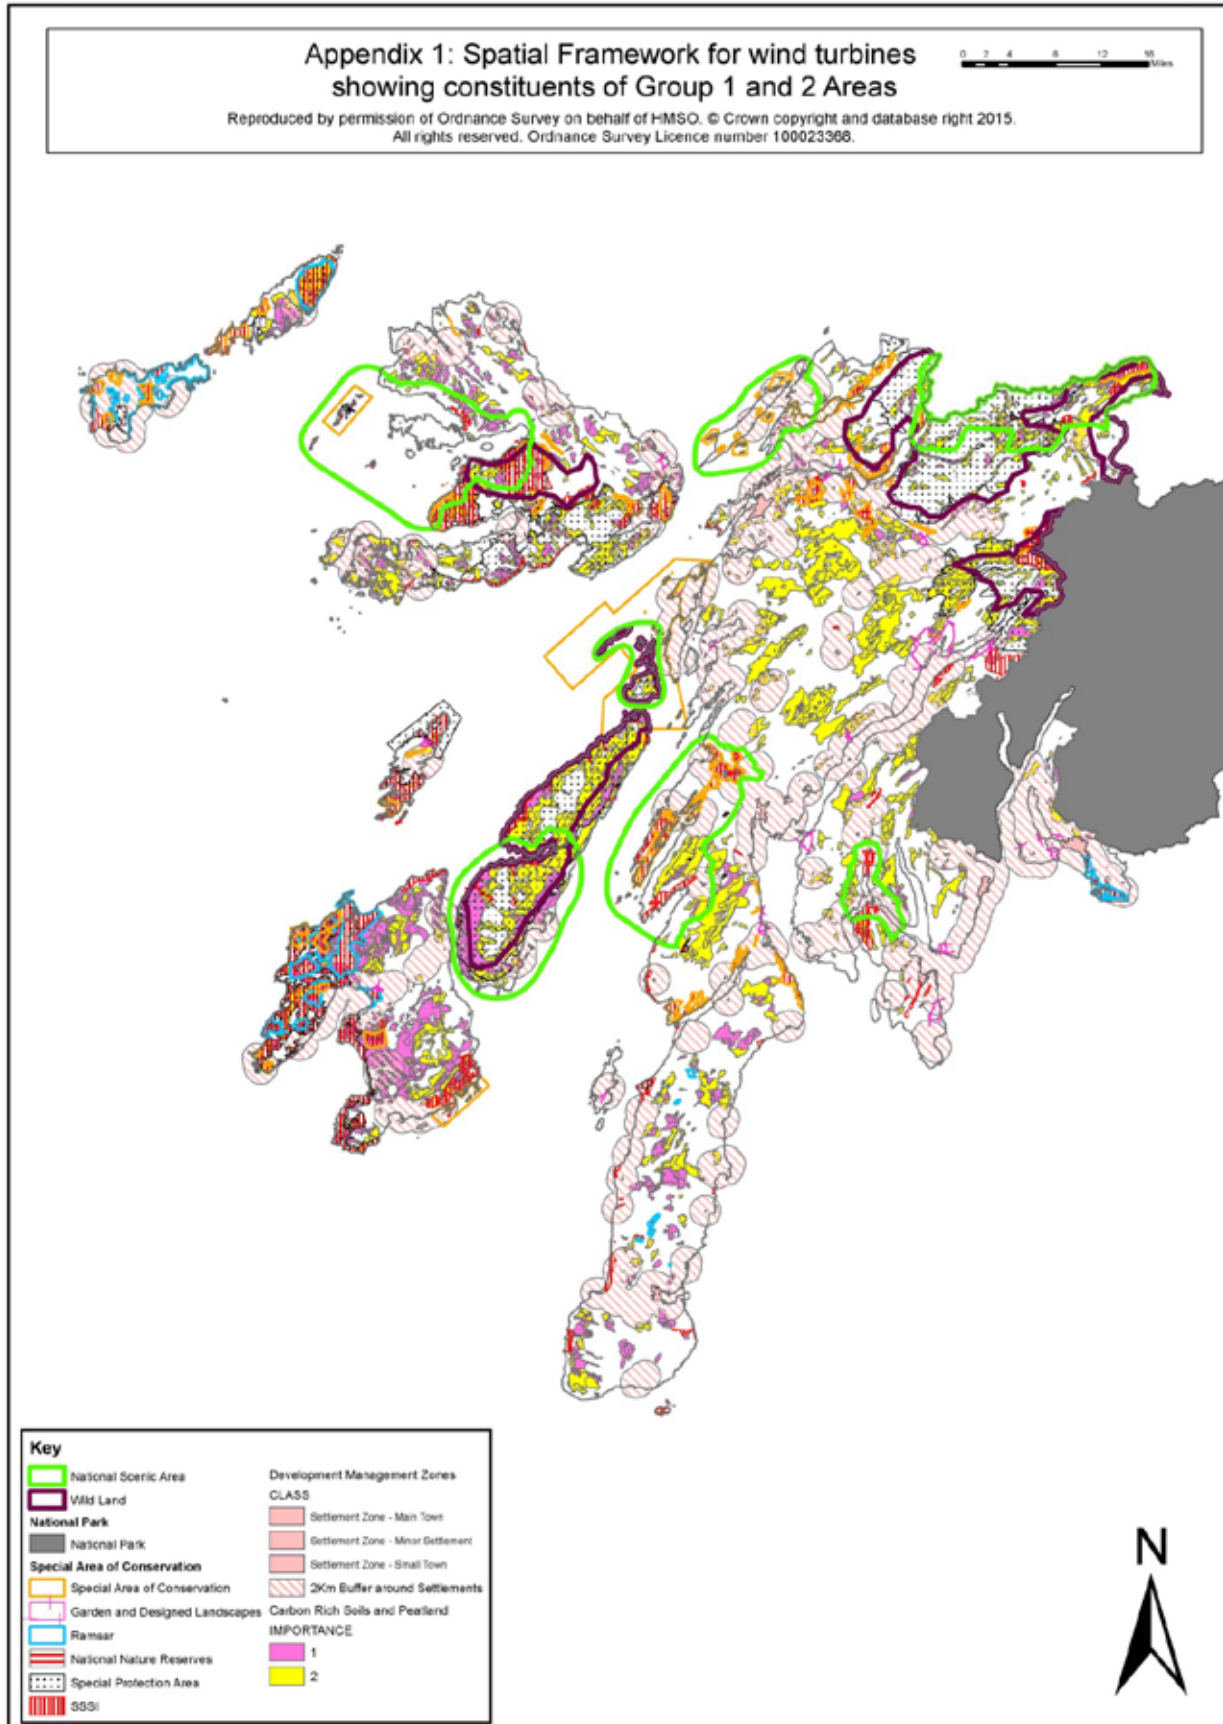 Appendix 1: Spatial Framework for wind turbines
showing constituents of Group 1 and 2 Areas
Reproduced by permission of Ordnance Survey on behalf of HMSO. © Crown copyright and database right 2015.
All rights reserved. Ordnance Survey Licence number 100023368.
0 2 4 8 12 16
Miles
Key
National Scenic Area
Wild Land
National Park
National Park
Special Area of Conservation
Special Area of Conservation
Garden and Designed Landscapes
Ramsar
National Nature Reserves
Special Protection Area
SSSI
Development Management Zones
CLASS
Settlement Zone - Main Town
Settlement Zone - Minor Settlement
Settlement Zone - Small Town
2Km Buffer around Settlements
Carbon Rich Soils and Peatland
IMPORTANCE
1
2
N